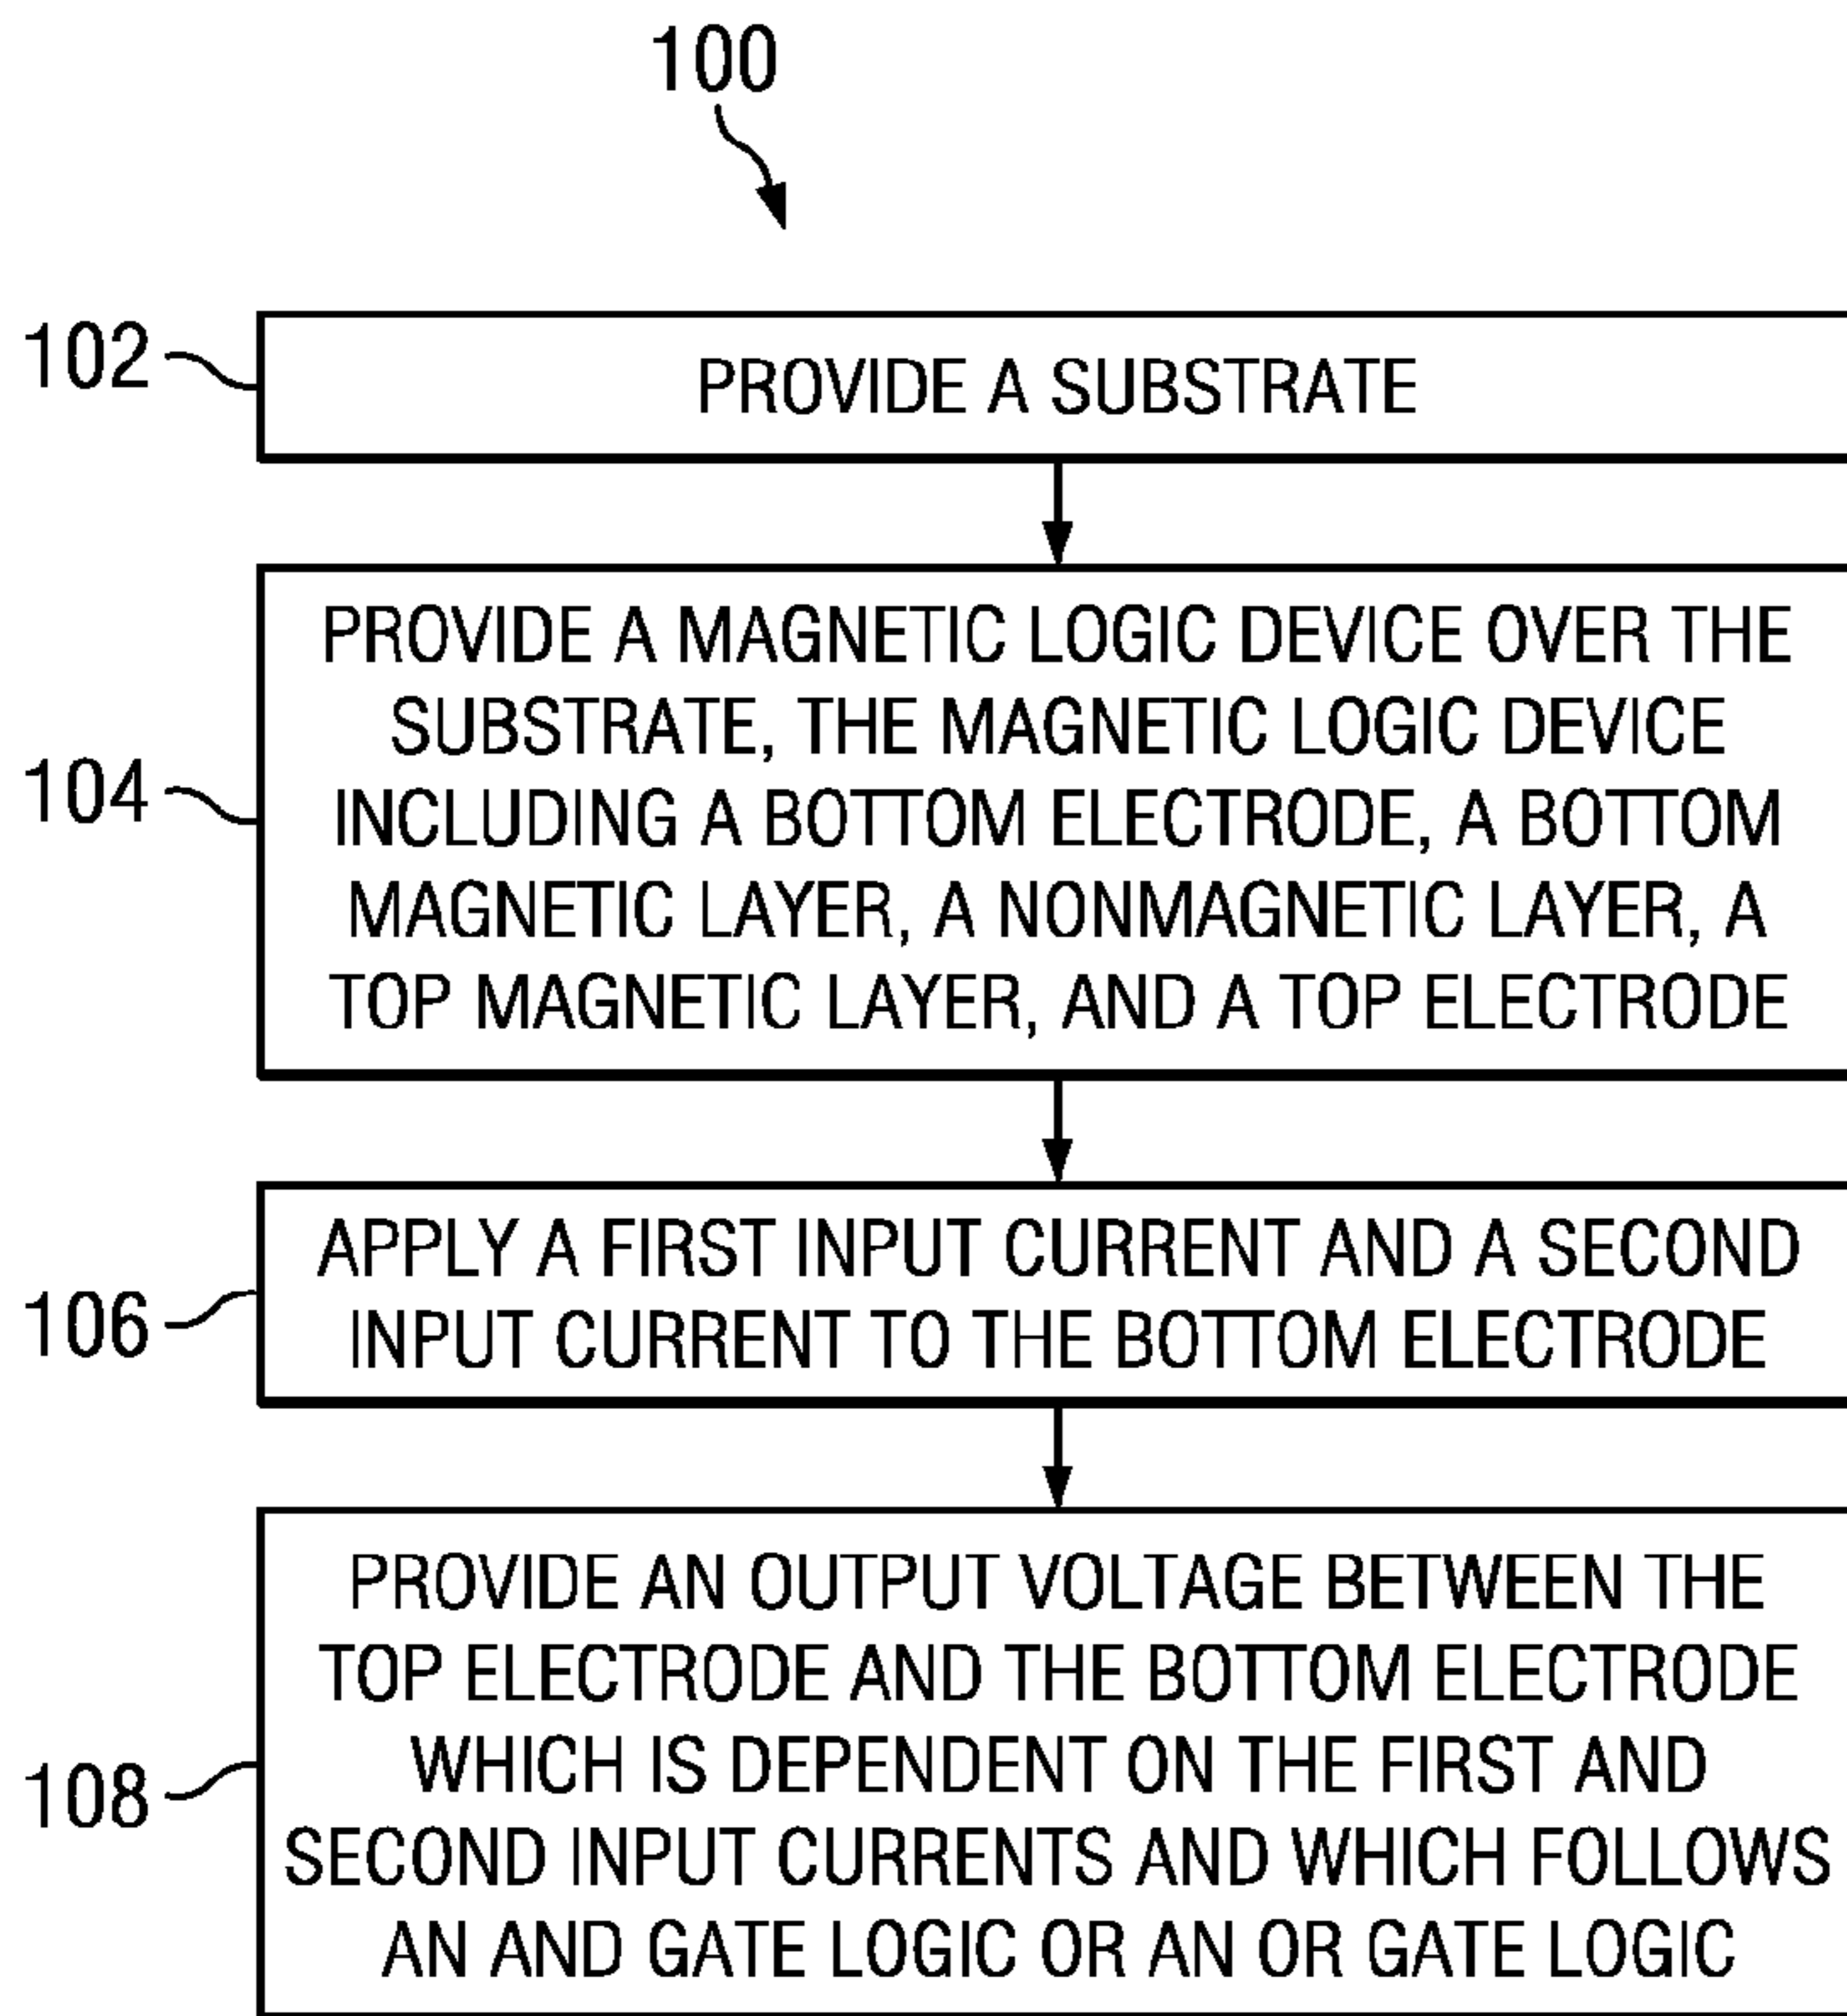 100
102
PROVIDE A SUBSTRATE
104
PROVIDE A MAGNETIC LOGIC DEVICE OVER THE
SUBSTRATE, THE MAGNETIC LOGIC DEVICE
INCLUDING A BOTTOM ELECTRODE, A BOTTOM
MAGNETIC LAYER, A NONMAGNETIC LAYER, A
TOP MAGNETIC LAYER, AND A TOP ELECTRODE
106
APPLY A FIRST INPUT CURRENT AND A SECOND
INPUT CURRENT TO THE BOTTOM ELECTRODE
108
PROVIDE AN OUTPUT VOLTAGE BETWEEN THE
TOP ELECTRODE AND THE BOTTOM ELECTRODE
WHICH IS DEPENDENT ON THE FIRST AND
SECOND INPUT CURRENTS AND WHICH FOLLOWS
AN AND GATE LOGIC OR AN OR GATE LOGIC